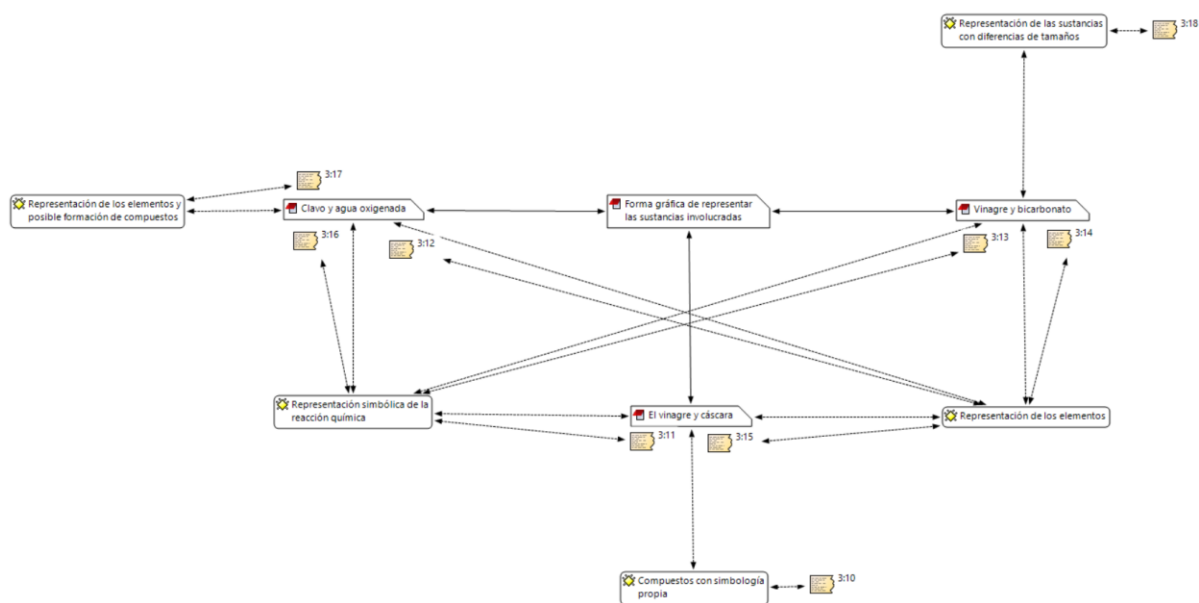 Representación de las sustancias
con diferencias de tamaños
3:18
3:17
Representación de los elementos y
posible formación de compuestos
Clavo y agua oxigenada
Forma gráfica de representar
las sustancias involucradas
Vinagre y bicarbonato
3:16
3:12
3:13
3:14
Representación simbólica de la
reacción química
El vinagre y cáscara
Representación de los elementos
3:11
3:15
Compuestos con simbología
propia
3:10